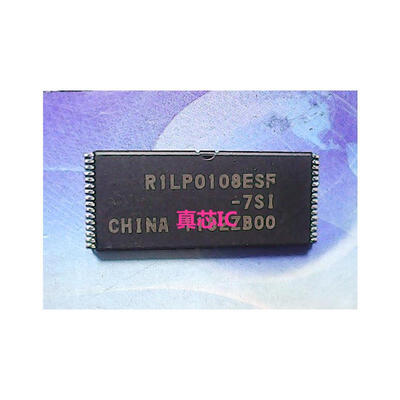 R1LP0108ESF
-7SI
CHINA
真芯IC